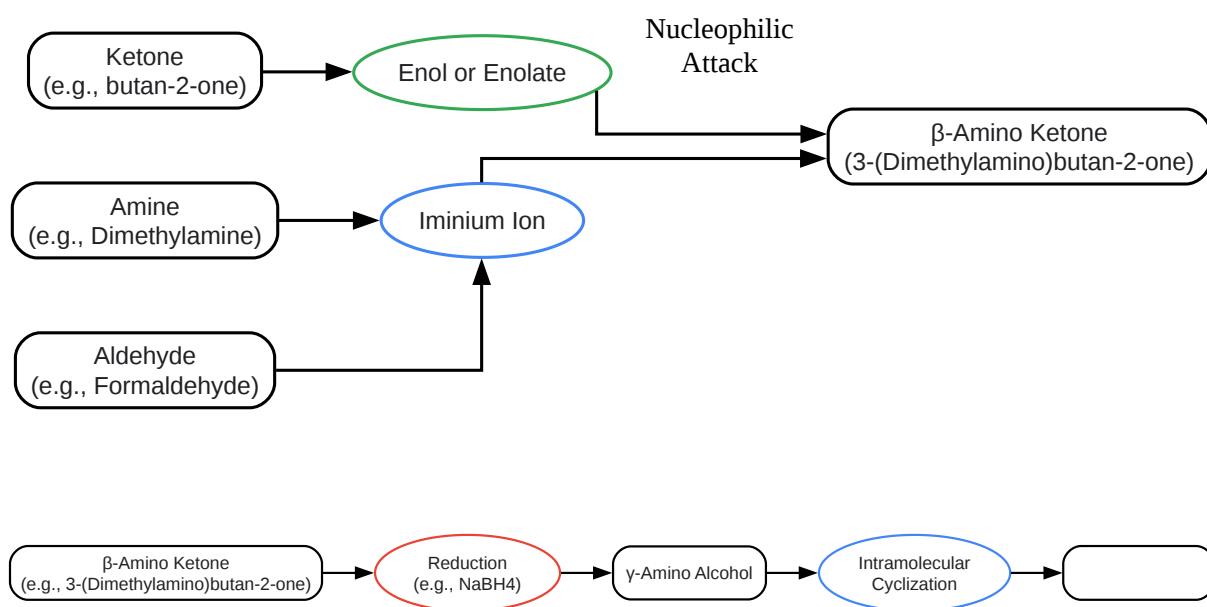 Ketone
(e.g., butan-2-one)
Enol or Enolate
Nucleophilic
Attack
β-Amino Ketone
(3-(Dimethylamino)butan-2-one)
Amine
(e.g., Dimethylamine)
Iminium Ion
Aldehyde
(e.g., Formaldehyde)
β-Amino Ketone
(e.g., 3-(Dimethylamino)butan-2-one)
Reduction
(e.g., NaBH4)
γ-Amino Alcohol
Intramolecular
Cyclization